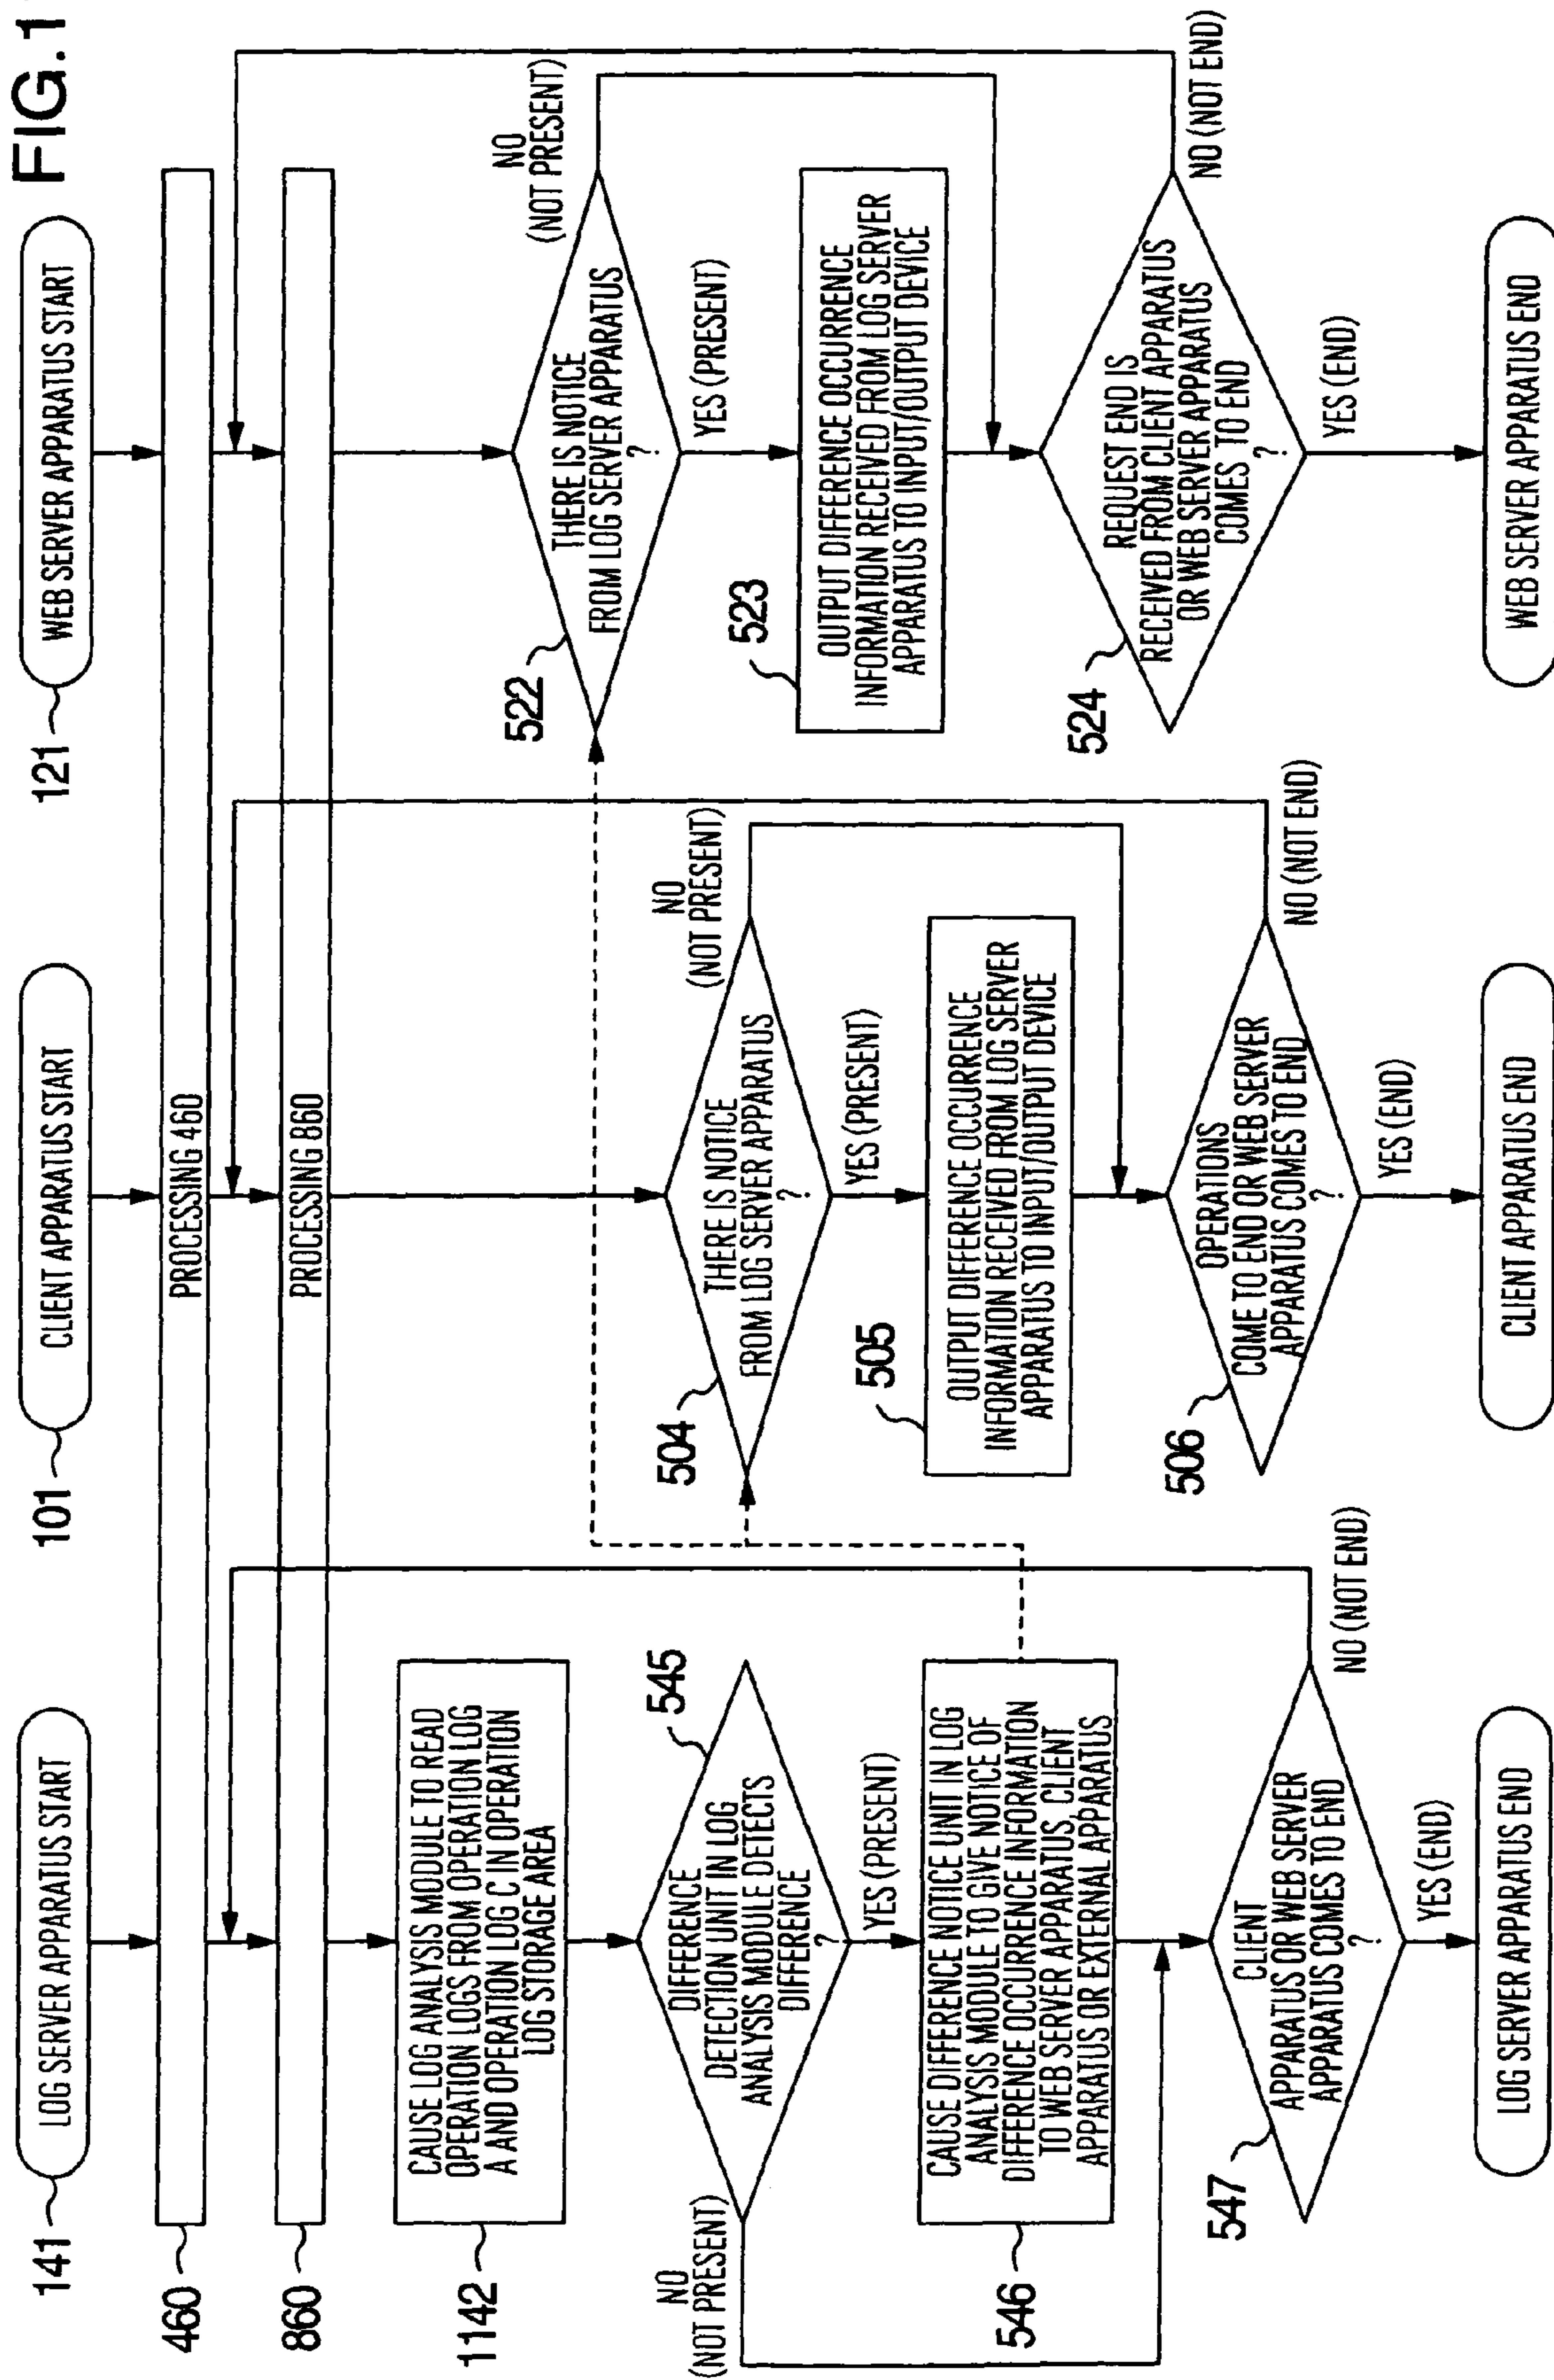 FIG.1
141
LOG SERVER APPARATUS START
101
CLIENT APPARATUS START
121
WEB SERVER APPARATUS START
460
PROCESSING 460
860
PROCESSING 860
1142
CAUSE LOG ANALYSIS MODULE TO READ
OPERATION LOGS FROM OPERATION LOG
A AND OPERATION LOG C IN OPERATION
LOG STORAGE AREA
545
DIFFERENCE
DETECTION UNIT IN LOG
ANALYSIS MODULE DETECTS
DIFFERENCE
?
NO
(NOT PRESENT)
YES (PRESENT)
546
CAUSE DIFFERENCE NOTICE UNIT IN LOG
ANALYSIS MODULE TO GIVE NOTICE OF
DIFFERENCE OCCURRENCE INFORMATION
TO WEB SERVER APPARATUS, CLIENT
APPARATUS OR EXTERNAL APPARATUS
547
CLIENT
APPARATUS OR WEB SERVER
APPARATUS COMES TO END
?
NO (NOT END)
YES (END)
LOG SERVER APPARATUS END
504
THERE IS NOTICE
FROM LOG SERVER APPARATUS
?
NO
(NOT PRESENT)
YES (PRESENT)
505
OUTPUT DIFFERENCE OCCURRENCE
INFORMATION RECEIVED FROM LOG SERVER
APPARATUS TO INPUT/OUTPUT DEVICE
506
OPERATIONS
COME TO END OR WEB SERVER
APPARATUS COMES TO END
?
NO (NOT END)
YES (END)
CLIENT APPARATUS END
522
THERE IS NOTICE
FROM LOG SERVER APPARATUS
?
NO
(NOT PRESENT)
YES (PRESENT)
523
OUTPUT DIFFERENCE OCCURRENCE
INFORMATION RECEIVED FROM LOG SERVER
APPARATUS TO INPUT/OUTPUT DEVICE
524
REQUEST END IS
RECEIVED FROM CLIENT APPARATUS
OR WEB SERVER APPARATUS
COMES TO END
?
NO (NOT END)
YES (END)
WEB SERVER APPARATUS END